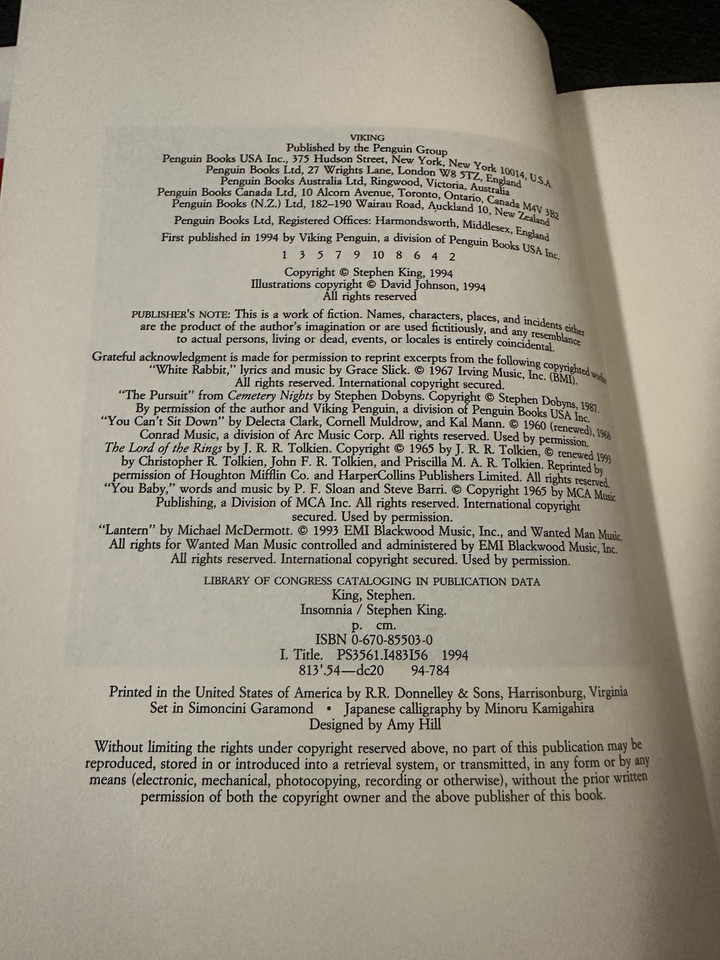 VIKING
Published by the Penguin Group
Penguin Books USA Inc., 375 Hudson Street, New York, New York 10014, U.S.A.
Penguin Books Ltd, 27 Wrights Lane, London W8 5TZ, England
Penguin Books Australia Ltd, Ringwood, Victoria, Australia
Penguin Books Canada Ltd, 10 Alcorn Avenue, Toronto, Ontario, Canada M4V 3B2
Penguin Books (N.Z.) Ltd, 182–190 Wairau Road, Auckland 10, New Zealand
Penguin Books Ltd, Registered Offices: Harmondsworth, Middlesex, England
First published in 1994 by Viking Penguin, a division of Penguin Books USA Inc.
1 3 5 7 9 10 8 6 4 2
Copyright © Stephen King, 1994
Illustrations copyright © David Johnson, 1994
All rights reserved
PUBLISHER'S NOTE: This is a work of fiction. Names, characters, places, and incidents either
are the product of the author's imagination or are used fictitiously, and any resemblance
to actual persons, living or dead, events, or locales is entirely coincidental.
Grateful acknowledgment is made for permission to reprint excerpts from the following copyrighted works:
“White Rabbit,” lyrics and music by Grace Slick. © 1967 Irving Music, Inc. (BMI).
All rights reserved. International copyright secured.
“The Pursuit” from Cemetery Nights by Stephen Dobyns. Copyright © Stephen Dobyns, 1987.
By permission of the author and Viking Penguin, a division of Penguin Books USA Inc.
“You Can't Sit Down” by Delecta Clark, Cornell Muldrow, and Kal Mann. © 1960 (renewed), 1968
Conrad Music, a division of Arc Music Corp. All rights reserved. Used by permission.
The Lord of the Rings by J. R. R. Tolkien. Copyright © 1965 by J. R. R. Tolkien, © renewed 1993
by Christopher R. Tolkien, John F. R. Tolkien, and Priscilla M. A. R. Tolkien. Reprinted by
permission of Houghton Mifflin Co. and HarperCollins Publishers Limited. All rights reserved.
“You Baby,” words and music by P. F. Sloan and Steve Barri. © Copyright 1965 by MCA Music
Publishing, a Division of MCA Inc. All rights reserved. International copyright
secured. Used by permission.
“Lantern” by Michael McDermott. © 1993 EMI Blackwood Music, Inc., and Wanted Man Music.
All rights for Wanted Man Music controlled and administered by EMI Blackwood Music, Inc.
All rights reserved. International copyright secured. Used by permission.
LIBRARY OF CONGRESS CATALOGING IN PUBLICATION DATA
King, Stephen.
Insomnia / Stephen King.
p. cm.
ISBN 0-670-85503-0
I. Title. PS3561.I483I56 1994
813'.54—dc20 94-784
Printed in the United States of America by R.R. Donnelley & Sons, Harrisonburg, Virginia
Set in Simoncini Garamond • Japanese calligraphy by Minoru Kamigahira
Designed by Amy Hill
Without limiting the rights under copyright reserved above, no part of this publication may be
reproduced, stored in or introduced into a retrieval system, or transmitted, in any form or by any
means (electronic, mechanical, photocopying, recording or otherwise), without the prior written
permission of both the copyright owner and the above publisher of this book.